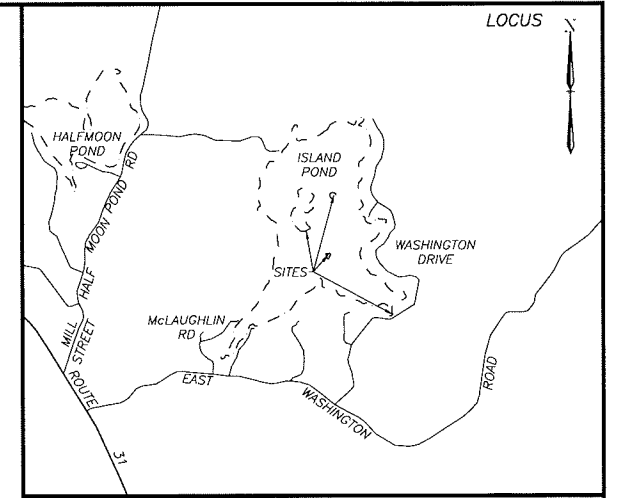 LOCUS
N
HALFMOON
POND
HALF MOON POND RD
ISLAND
POND
WASHINGTON
DRIVE
SITES
McLAUGHLIN
RD
MILL
STREET
ROUTE 31
EAST WASHINGTON ROAD